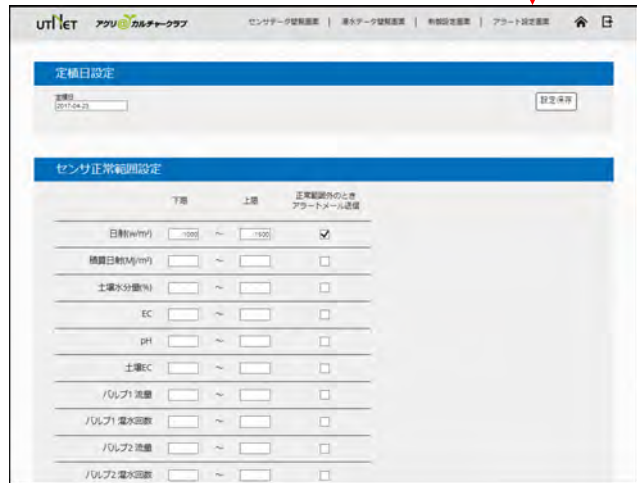 UTNET アグリカルチャークラブ センサデータ閲覧画面 | 潅水データ閲覧画面 | 制御設定画面 | アラート設定画面
定植日設定
定植日
2017-04-23
設定保存
センサ正常範囲設定
下限 上限 正常範囲外のとき
アラートメール送信
日射(w/m²) ～
積算日射(Mj/m²) ～
土壌水分量(%) ～
EC ～
pH ～
土壌EC ～
バルブ1 流量 ～
バルブ1 潅水回数 ～
バルブ2 流量 ～
バルブ2 潅水回数 ～